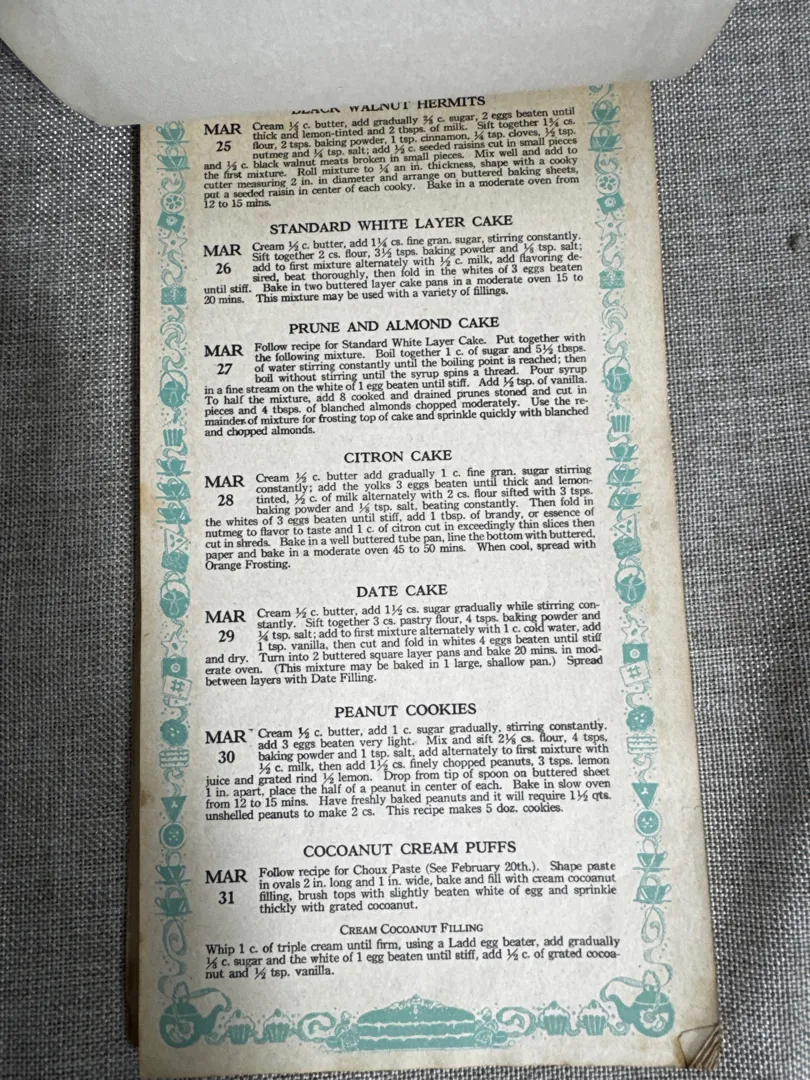 BLACK WALNUT HERMITS
MAR
25
Cream ⅓ c. butter, add gradually ⅔ c. sugar, 2 eggs beaten until
thick and lemon-tinted and 2 tbsps. of milk. Sift together 1¾ cs.
flour, 2 tsps. baking powder, 1 tsp. cinnamon, ¼ tsp. cloves, ½ tsp.
nutmeg and ¼ tsp. salt; add ½ c. seeded raisins cut in small pieces
and ½ c. black walnut meats broken in small pieces. Mix well and add to
the first mixture. Roll mixture to ¼ an in. thickness, shape with a cooky
cutter measuring 2 in. in diameter and arrange on buttered baking sheets,
put a seeded raisin in center of each cooky. Bake in a moderate oven from
12 to 15 mins.
STANDARD WHITE LAYER CAKE
MAR
26
Cream ½ c. butter, add 1¼ cs. fine gran. sugar, stirring constantly.
Sift together 2 cs. flour, 3½ tsps. baking powder and ⅛ tsp. salt;
add to first mixture alternately with ½ c. milk, add flavoring de-
sired, beat thoroughly, then fold in the whites of 3 eggs beaten
until stiff. Bake in two buttered layer cake pans in a moderate oven 15 to
20 mins. This mixture may be used with a variety of fillings.
PRUNE AND ALMOND CAKE
MAR
27
Follow recipe for Standard White Layer Cake. Put together with
the following mixture. Boil together 1 c. of sugar and 5½ tbsps.
of water stirring constantly until the boiling point is reached; then
boil without stirring until the syrup spins a thread. Pour syrup
in a fine stream on the white of 1 egg beaten until stiff. Add ½ tsp. of vanilla.
To half the mixture, add 8 cooked and drained prunes stoned and cut in
pieces and 4 tbsps. of blanched almonds chopped moderately. Use the re-
mainder of mixture for frosting top of cake and sprinkle quickly with blanched
and chopped almonds.
CITRON CAKE
MAR
28
Cream ½ c. butter add gradually 1 c. fine gran. sugar stirring
constantly; add the yolks 3 eggs beaten until thick and lemon-
tinted, ½ c. of milk alternately with 2 cs. flour sifted with 3 tsps.
baking powder and ⅛ tsp. salt, beating constantly. Then fold in
the whites of 3 eggs beaten until stiff, add 1 tbsp. of brandy, or essence of
nutmeg to flavor to taste and 1 c. of citron cut in exceedingly thin slices then
cut in shreds. Bake in a well buttered tube pan, line the bottom with buttered,
paper and bake in a moderate oven 45 to 50 mins. When cool, spread with
Orange Frosting.
DATE CAKE
MAR
29
Cream ½ c. butter, add 1½ cs. sugar gradually while stirring con-
stantly. Sift together 3 cs. pastry flour, 4 tsps. baking powder and
¼ tsp. salt; add to first mixture alternately with 1 c. cold water, add
1 tsp. vanilla, then cut and fold in whites 4 eggs beaten until stiff
and dry. Turn into 2 buttered square layer pans and bake 20 mins. in mod-
erate oven. (This mixture may be baked in 1 large, shallow pan.) Spread
between layers with Date Filling.
PEANUT COOKIES
MAR
30
Cream ⅓ c. butter, add 1 c. sugar gradually, stirring constantly.
add 3 eggs beaten very light. Mix and sift 2⅓ cs. flour, 4 tsps,
baking powder and 1 tsp. salt, add alternately to first mixture with
⅓ c. milk, then add 1½ cs. finely chopped peanuts, 3 tsps. lemon
juice and grated rind ½ lemon. Drop from tip of spoon on buttered sheet
1 in. apart, place the half of a peanut in center of each. Bake in slow oven
from 12 to 15 mins. Have freshly baked peanuts and it will require 1½ qts.
unshelled peanuts to make 2 cs. This recipe makes 5 doz. cookies.
COCOANUT CREAM PUFFS
MAR
31
Follow recipe for Choux Paste (See February 20th.). Shape paste
in ovals 2 in. long and 1 in. wide, bake and fill with cream cocoanut
filling, brush tops with slightly beaten white of egg and sprinkle
thickly with grated cocoanut.
CREAM COCOANUT FILLING
Whip 1 c. of triple cream until firm, using a Ladd egg beater, add gradually
⅓ c. sugar and the white of 1 egg beaten until stiff, add ½ c. of grated cocoa-
nut and ½ tsp. vanilla.